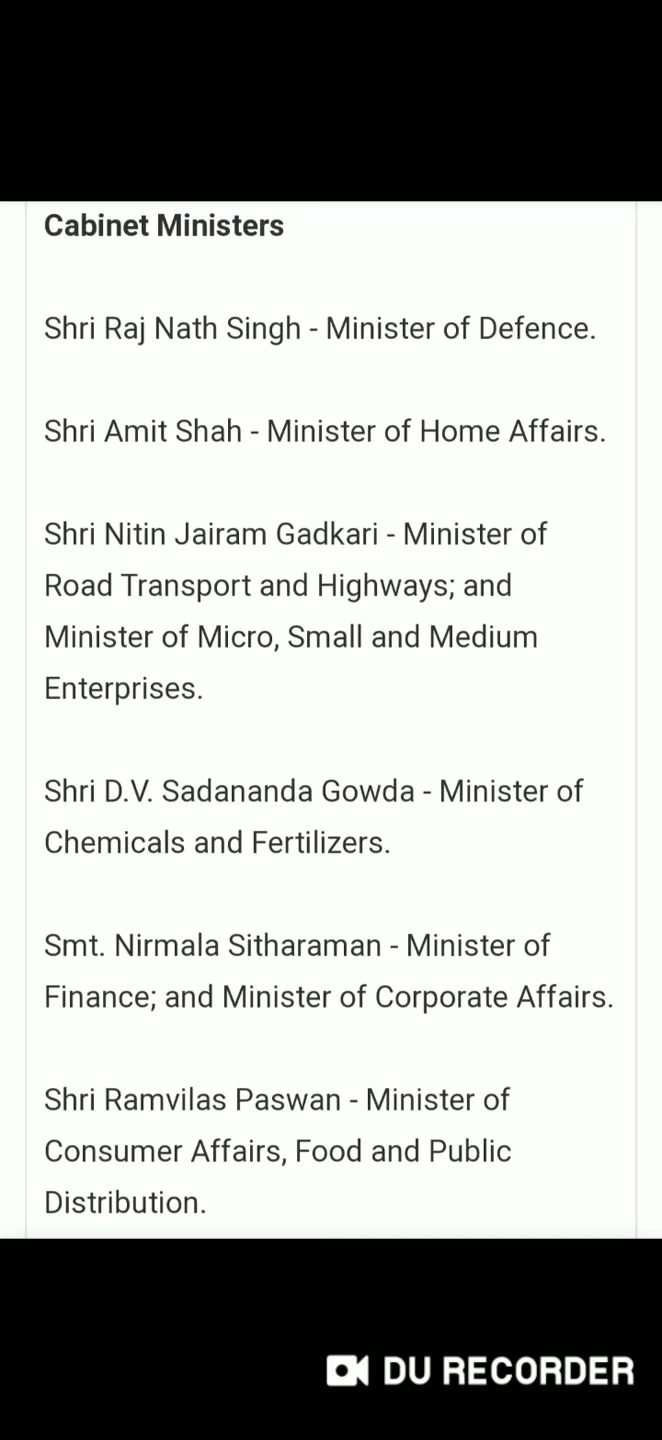 Cabinet Ministers
Shri Raj Nath Singh - Minister of Defence.
Shri Amit Shah - Minister of Home Affairs.
Shri Nitin Jairam Gadkari - Minister of
Road Transport and Highways; and
Minister of Micro, Small and Medium
Enterprises.
Shri D.V. Sadananda Gowda - Minister of
Chemicals and Fertilizers.
Smt. Nirmala Sitharaman - Minister of
Finance; and Minister of Corporate Affairs.
Shri Ramvilas Paswan - Minister of
Consumer Affairs, Food and Public
Distribution.
DU RECORDER